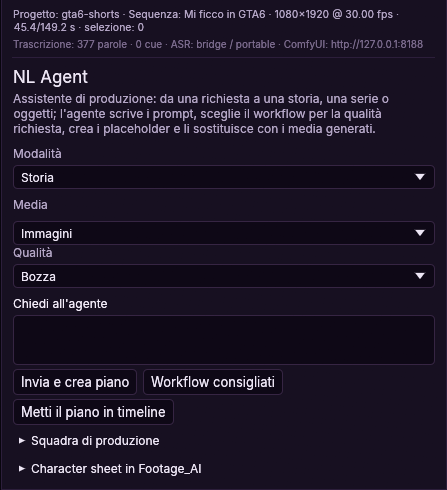 Progetto: gta6-shorts · Sequenza: Mi ficco in GTA6 · 1080×1920 @ 30.00 fps ·
45.4/149.2 s · selezione: 0
Trascrizione: 377 parole · 0 cue · ASR: bridge / portable · ComfyUI: http://127.0.0.1:8188
NL Agent
Assistente di produzione: da una richiesta a una storia, una serie o
oggetti; l'agente scrive i prompt, sceglie il workflow per la qualità
richiesta, crea i placeholder e li sostituisce con i media generati.
Modalità
Storia
Media
Immagini
Qualità
Bozza
Chiedi all'agente
Invia e crea piano
Workflow consigliati
Metti il piano in timeline
Squadra di produzione
Character sheet in Footage_AI